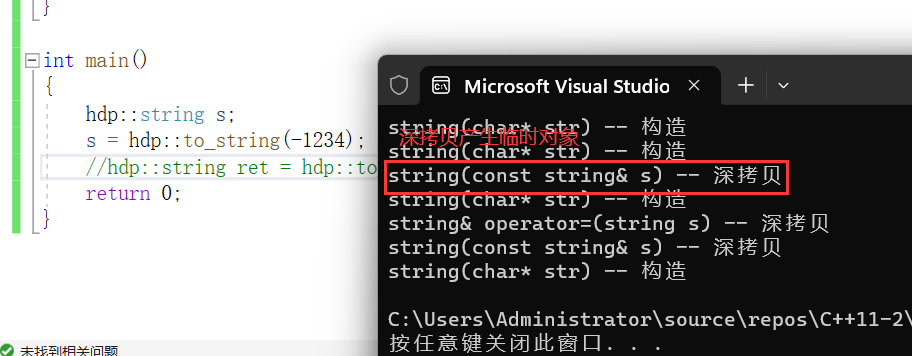 }
int main()
{
hdp::string s;
s = hdp::to_string(-1234);
//hdp::string ret = hdp::to
return 0;
}
未找到相关问题
Microsoft Visual Studio
string(char* str) -- 构造
深拷贝产生临时对象
string(char* str) -- 构造
string(const string& s) -- 深拷贝
string(char* str) -- 构造
string& operator=(string s) -- 深拷贝
string(const string& s) -- 深拷贝
string(char* str) -- 构造
C:\Users\Administrator\source\repos\C++11-2\
按任意键关闭此窗口. . .